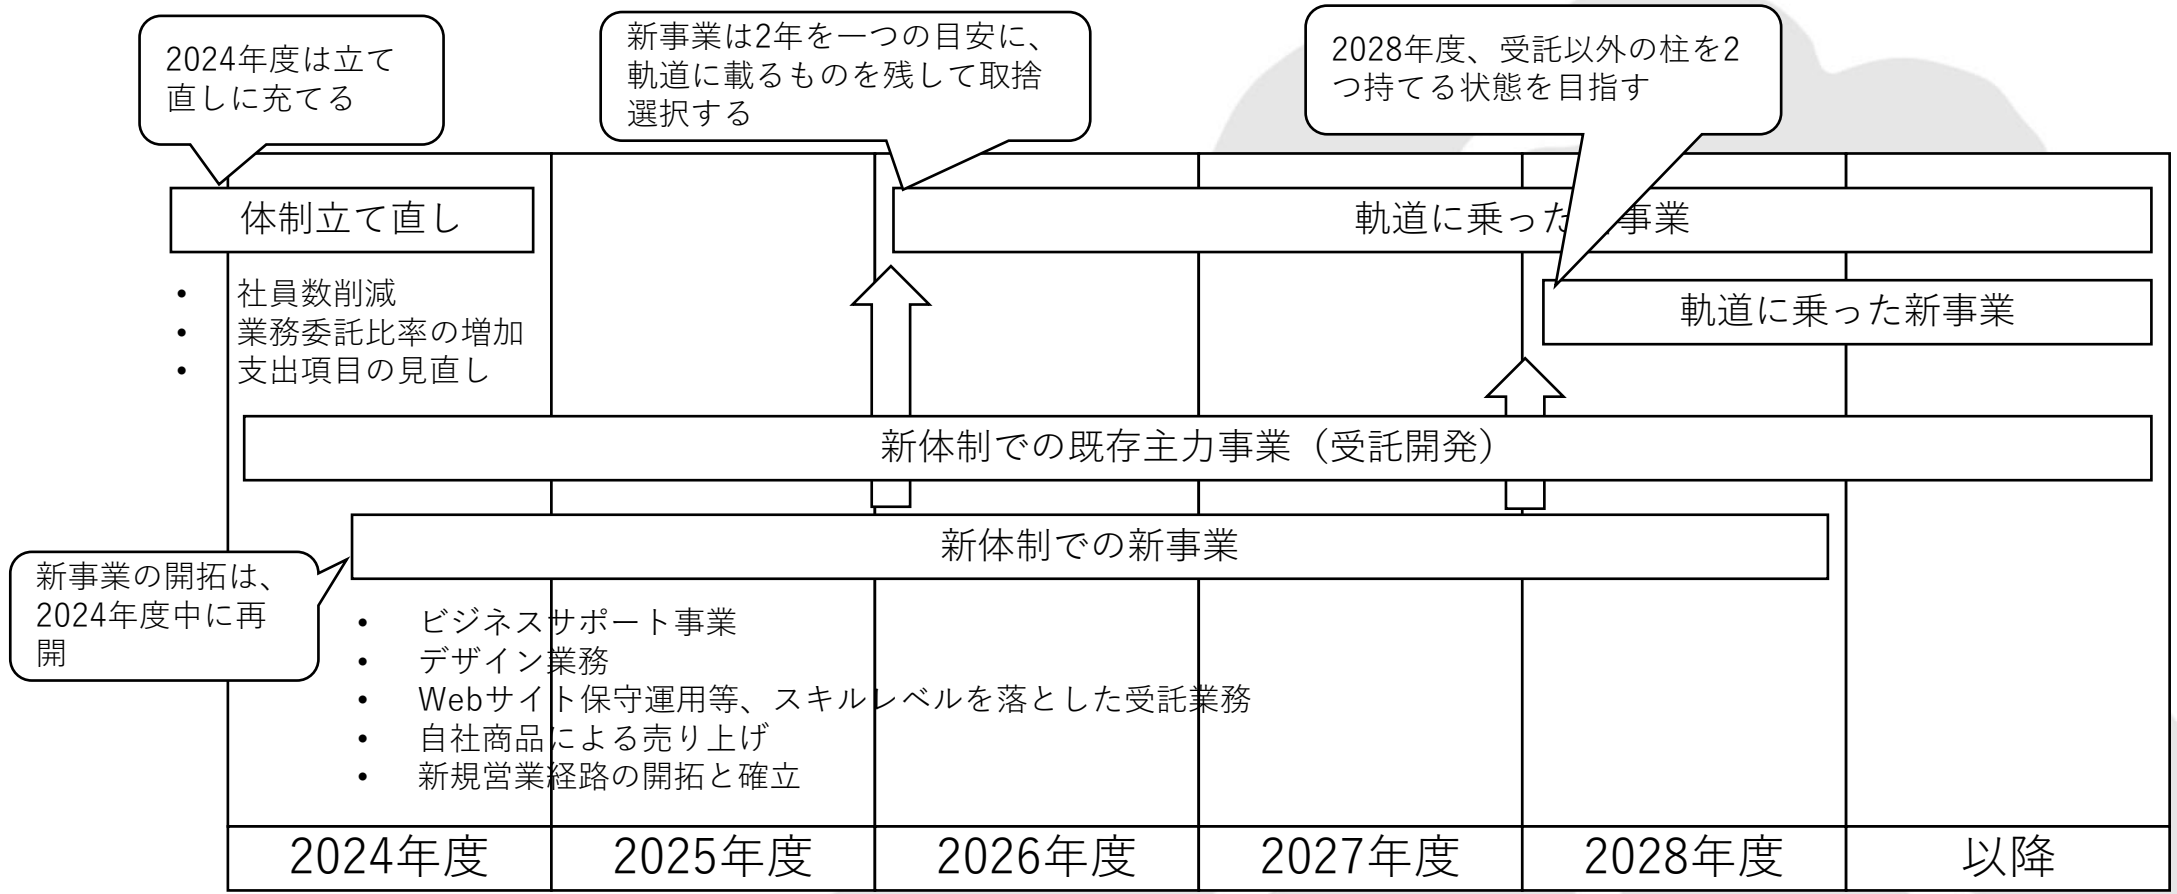 2024年度は立て
直しに充てる
新事業は2年を一つの目安に、
軌道に載るものを残して取捨
選択する
2028年度、受託以外の柱を2
つ持てる状態を目指す
体制立て直し
軌道に乗った 事業
• 社員数削減
• 業務委託比率の増加
• 支出項目の見直し
軌道に乗った新事業
新体制での既存主力事業（受託開発）
新体制での新事業
新事業の開拓は、
2024年度中に再
開
• ビジネスサポート事業
• デザイン業務
• Webサイト保守運用等、スキルレベルを落とした受託業務
• 自社商品による売り上げ
• 新規営業経路の開拓と確立
2024年度 2025年度 2026年度 2027年度 2028年度 以降